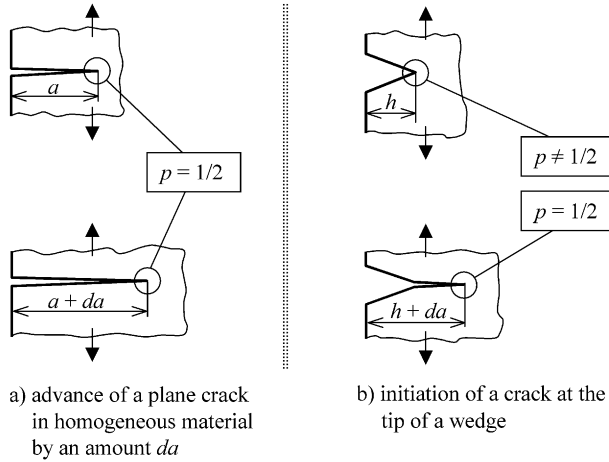 a
p = 1/2
a + da
a) advance of a plane crack
in homogeneous material
by an amount da
h
p ≠ 1/2
p = 1/2
h + da
b) initiation of a crack at the
tip of a wedge